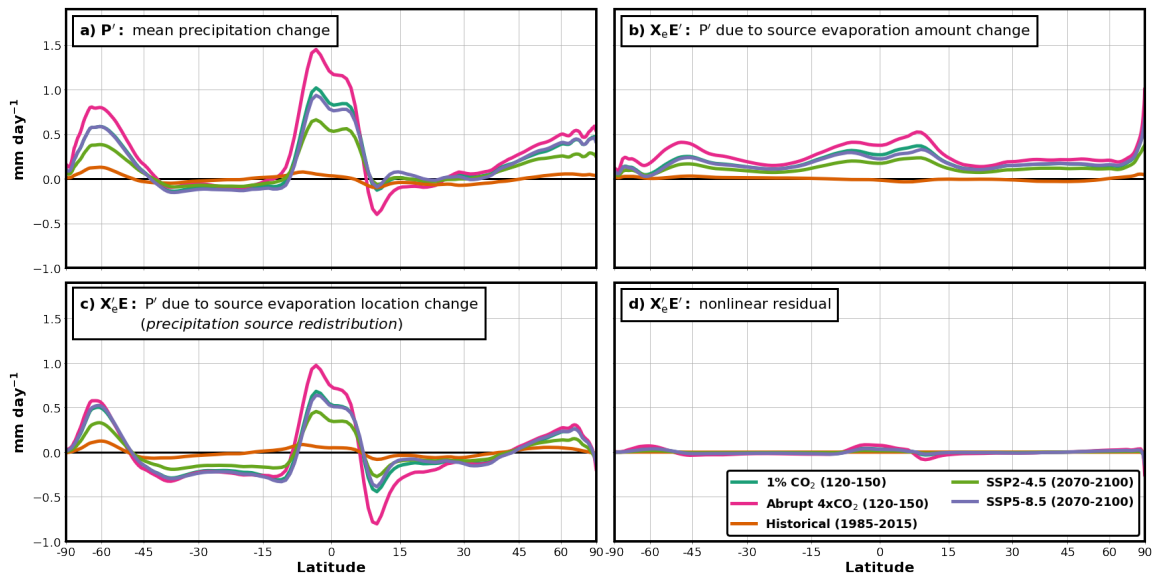 a) P′: mean precipitation change
b) XₑE′: P′ due to source evaporation amount change
1.5
1.0
0.5
0.0
−0.5
−1.0
mm day⁻¹
c) X′ₑE: P′ due to source evaporation location change
(precipitation source redistribution)
d) X′ₑE′: nonlinear residual
1.5
1.0
0.5
0.0
−0.5
−1.0
mm day⁻¹
1% CO₂ (120-150)
Abrupt 4xCO₂ (120-150)
Historical (1985-2015)
SSP2-4.5 (2070-2100)
SSP5-8.5 (2070-2100)
-90 -60 -45 -30 -15 0 15 30 45 60 90
-90 -60 -45 -30 -15 0 15 30 45 60 90
Latitude
Latitude